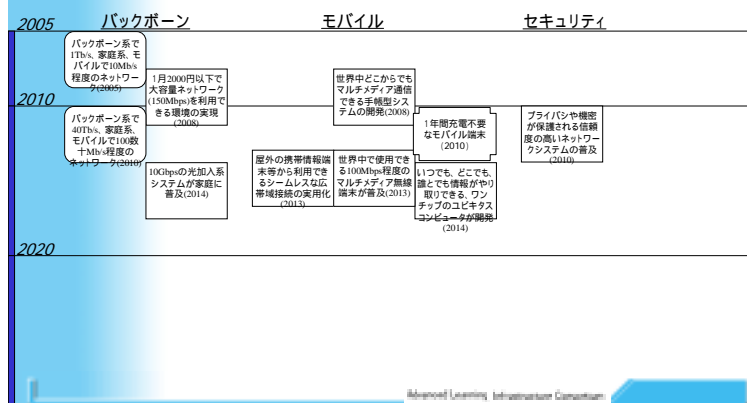 バックボーン
モバイル
セキュリティ
2005
バックボーン系で
1Tb/s、家庭系、モ
バイルで10Mb/s
程度のネットワー
ク(2005)
1月2000円以下で
大容量ネットワーク
(150Mbps)を利用で
きる環境の実現
(2008)
世界中どこからでも
マルチメディア通信
できる手帳型シス
テムの開発(2008)
2010
バックボーン系で
40Tb/s、家庭系、
モバイルで100数
十Mb/s程度の
ネットワーク(2010)
1年間充電不要
なモバイル端末
(2010)
プライバシや機密
が保護される信頼
度の高いネットワー
クシステムの普及
(2010)
10Gbpsの光加入系
システムが家庭に
普及(2014)
屋外の携帯情報端
末等から利用でき
るシームレスな広
帯域接続の実用化
(2013)
世界中で使用でき
る100Mbps程度の
マルチメディア無線
端末が普及(2013)
いつでも、どこでも、
誰とでも情報がやり
取りできる、ワン
チップのユビキタス
コンピュータが開発
(2014)
2020
Advanced Learning Infrastructure Consortium